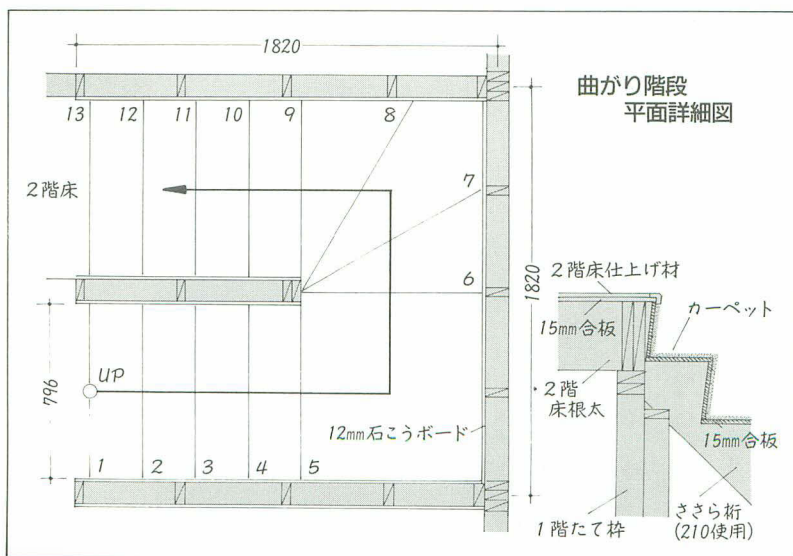 1820
曲がり階段
平面詳細図
13 12 11 10 9 8
7
2階床
6
1820
2階床仕上げ材
カーペット
15mm合板
UP
796
2階
床根太
12mm石こうボード
15mm合板
1 2 3 4 5
ささら桁
(210使用)
1階たて枠